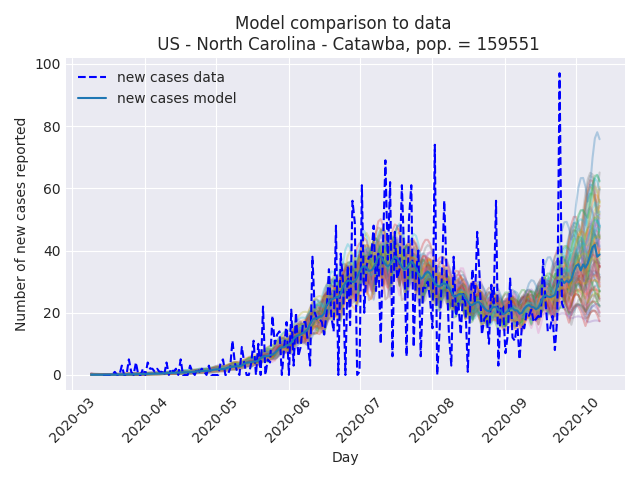 Model comparison to data
US - North Carolina - Catawba, pop. = 159551
new cases data
new cases model
Number of new cases reported
100
80
60
40
20
0
2020-03
2020-04
2020-05
2020-06
2020-07
2020-08
2020-09
2020-10
Day